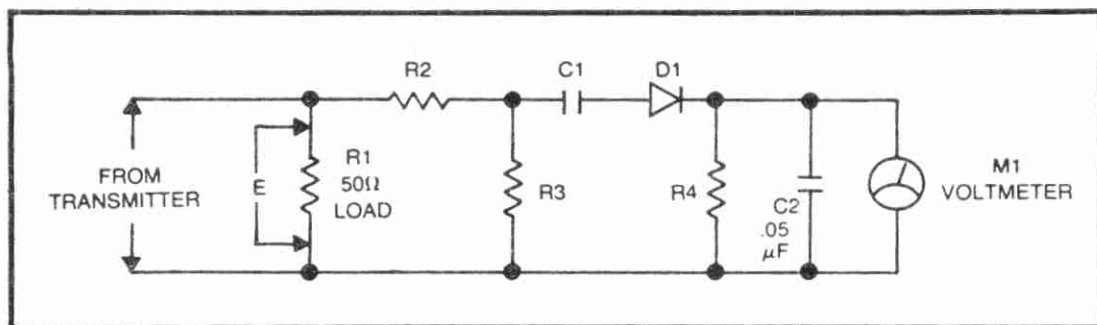 R2
C1
D1
FROM
TRANSMITTER
E
R1
50Ω
LOAD
R3
R4
C2
.05
μF
M1
VOLTMETER